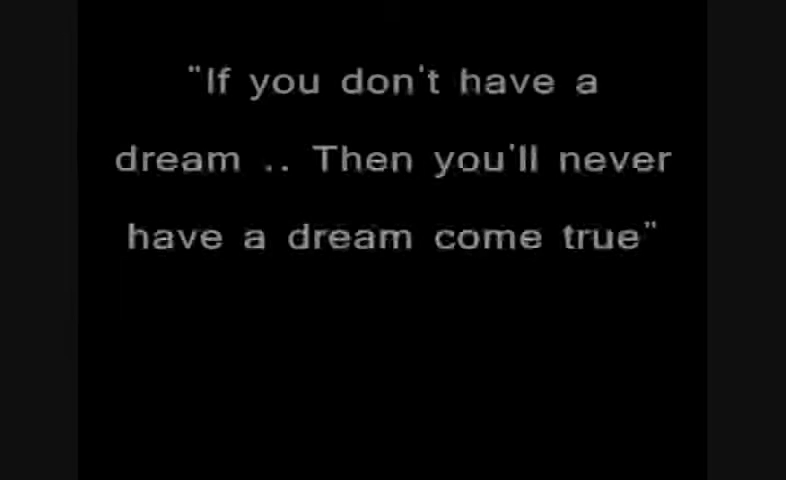 "If you don't have a
dream .. Then you'll never
have a dream come true"